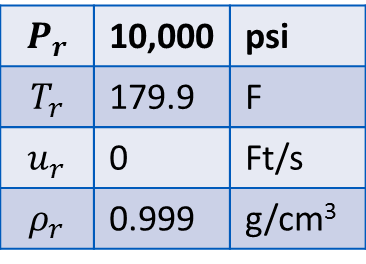 P_r 10,000 psi
T_r 179.9 F
u_r 0 Ft/s
ρ_r 0.999 g/cm³